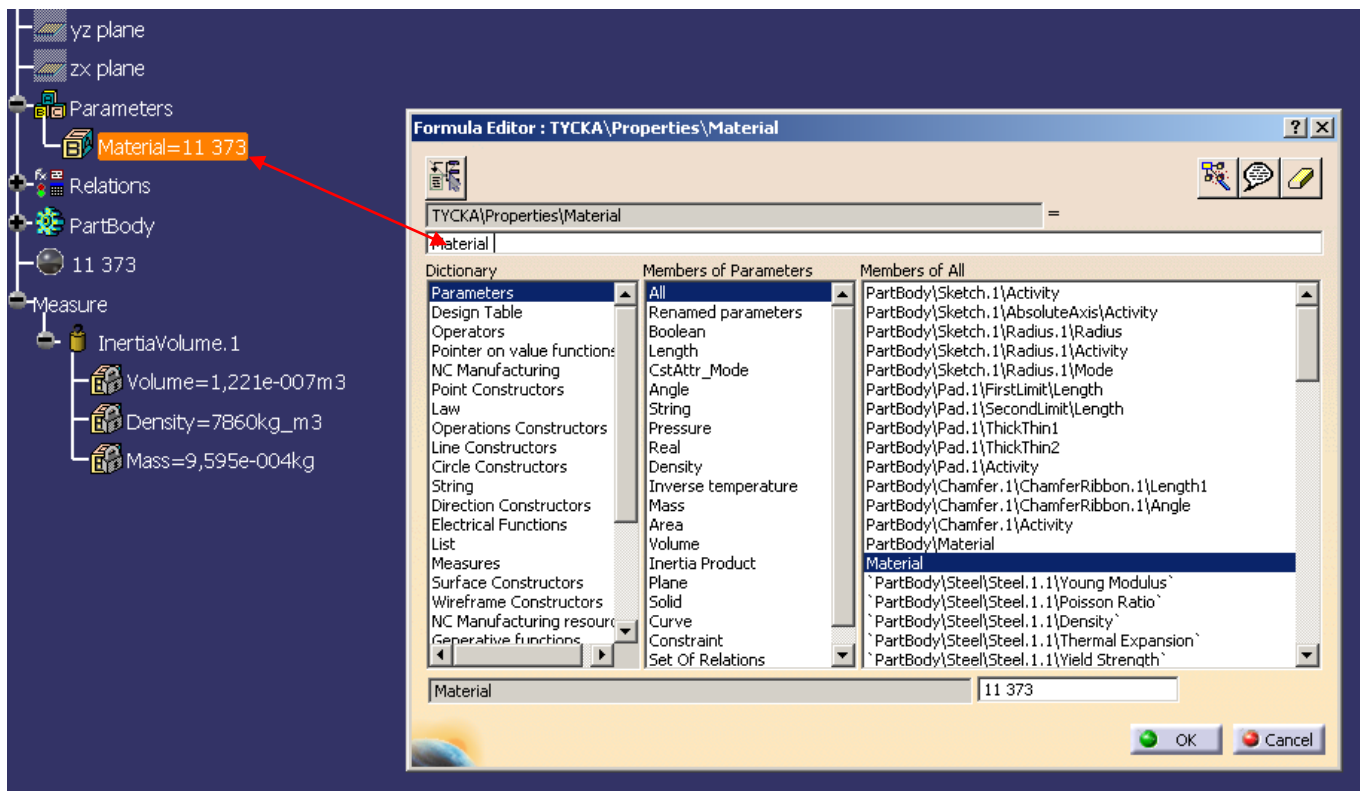 yz plane
zx plane
Parameters
Material=11 373
Relations
PartBody
11 373
Measure
InertiaVolume.1
Volume=1,221e-007m3
Density=7860kg_m3
Mass=9,595e-004kg
Formula Editor : TYCKA\Properties\Material
TYCKA\Properties\Material =
Material
Dictionary
Parameters
Design Table
Operators
Pointer on value functions
NC Manufacturing
Point Constructors
Law
Operations Constructors
Line Constructors
Circle Constructors
String
Direction Constructors
Electrical Functions
List
Measures
Surface Constructors
Wireframe Constructors
NC Manufacturing resourc
Generative functions
Members of Parameters
All
Renamed parameters
Boolean
Length
CstAttr_Mode
Angle
String
Pressure
Real
Density
Inverse temperature
Mass
Area
Volume
Inertia Product
Plane
Solid
Curve
Constraint
Set Of Relations
Members of All
PartBody\Sketch.1\Activity
PartBody\Sketch.1\AbsoluteAxis\Activity
PartBody\Sketch.1\Radius.1\Radius
PartBody\Sketch.1\Radius.1\Activity
PartBody\Sketch.1\Radius.1\Mode
PartBody\Pad.1\FirstLimit\Length
PartBody\Pad.1\SecondLimit\Length
PartBody\Pad.1\ThickThin1
PartBody\Pad.1\ThickThin2
PartBody\Pad.1\Activity
PartBody\Chamfer.1\ChamferRibbon.1\Length1
PartBody\Chamfer.1\ChamferRibbon.1\Angle
PartBody\Chamfer.1\Activity
PartBody\Material
Material
`PartBody\Steel\Steel.1.1\Young Modulus`
`PartBody\Steel\Steel.1.1\Poisson Ratio`
`PartBody\Steel\Steel.1.1\Density`
`PartBody\Steel\Steel.1.1\Thermal Expansion`
`PartBody\Steel\Steel.1.1\Yield Strength`
Material
11 373
OK
Cancel